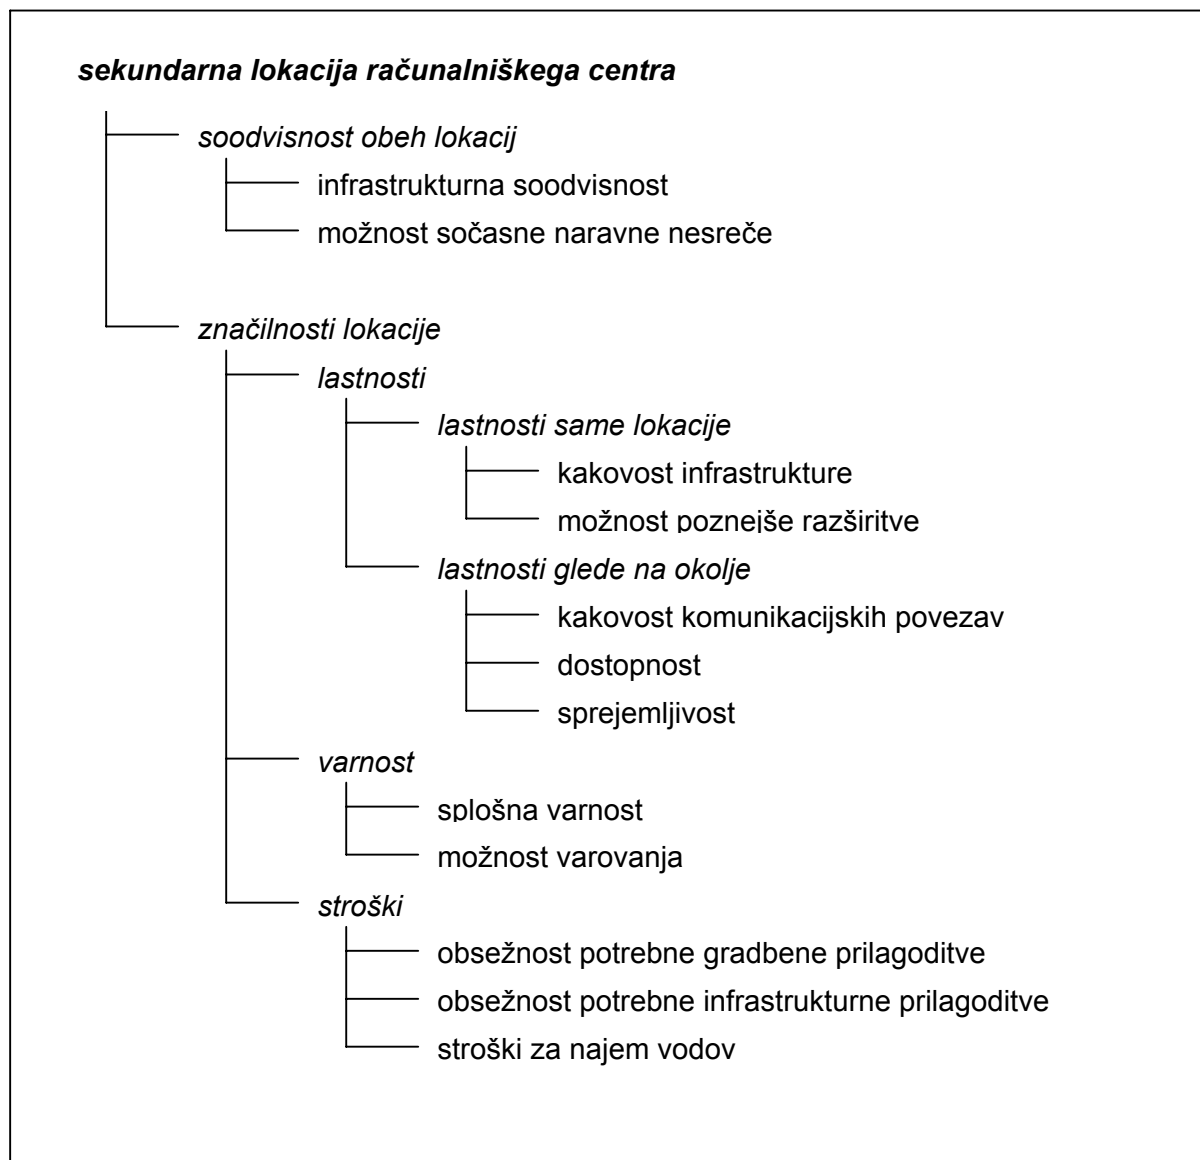 sekundarna lokacija računalniškega centra
soodvisnost obeh lokacij
infrastrukturna soodvisnost
možnost sočasne naravne nesreče
značilnosti lokacije
lastnosti
lastnosti same lokacije
kakovost infrastrukture
možnost poznejše razširitve
lastnosti glede na okolje
kakovost komunikacijskih povezav
dostopnost
sprejemljivost
varnost
splošna varnost
možnost varovanja
stroški
obsežnost potrebne gradbene prilagoditve
obsežnost potrebne infrastrukturne prilagoditve
stroški za najem vodov